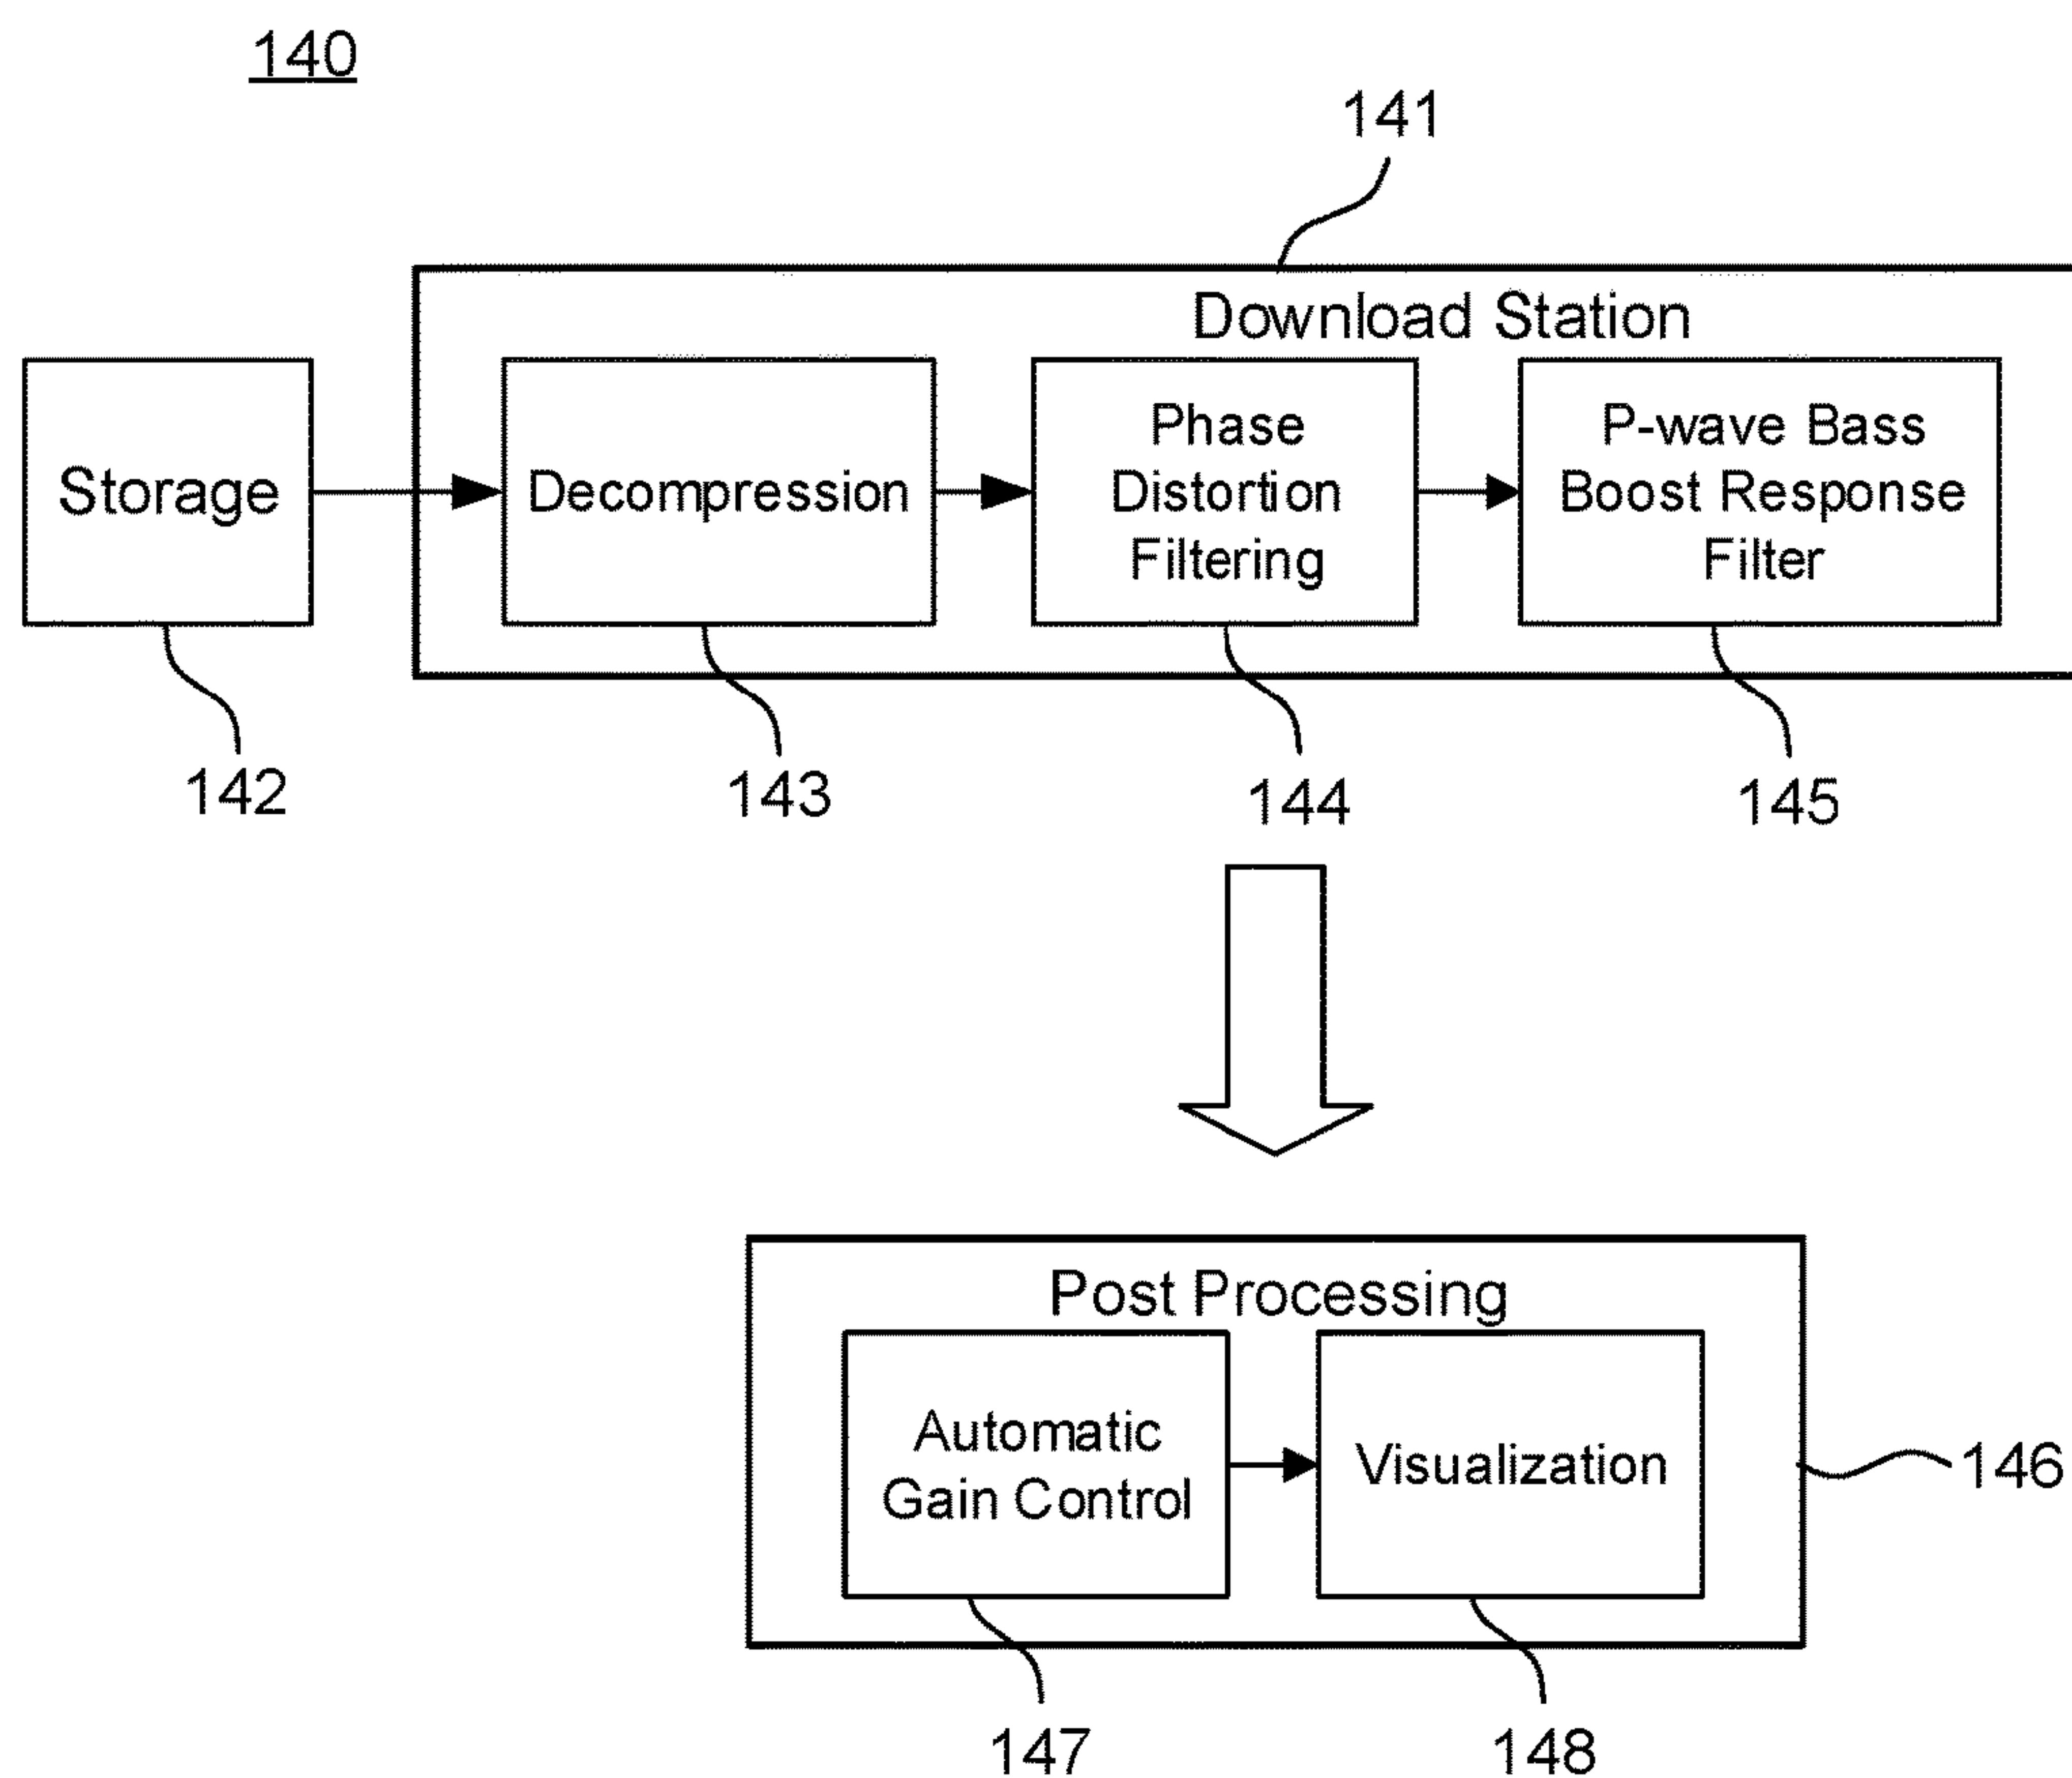 140
141
Download Station
Storage
Decompression
Phase
Distortion
Filtering
P-wave Bass
Boost Response
Filter
142
143
144
145
Post Processing
Automatic
Gain Control
Visualization
146
147
148